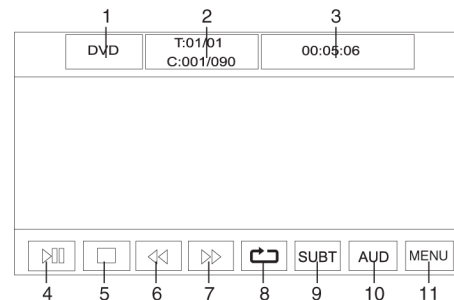 1 2 3
DVD T:01/01 00:05:06
C:001/090
SUBT AUD MENU
4 5 6 7 8 9 10 11